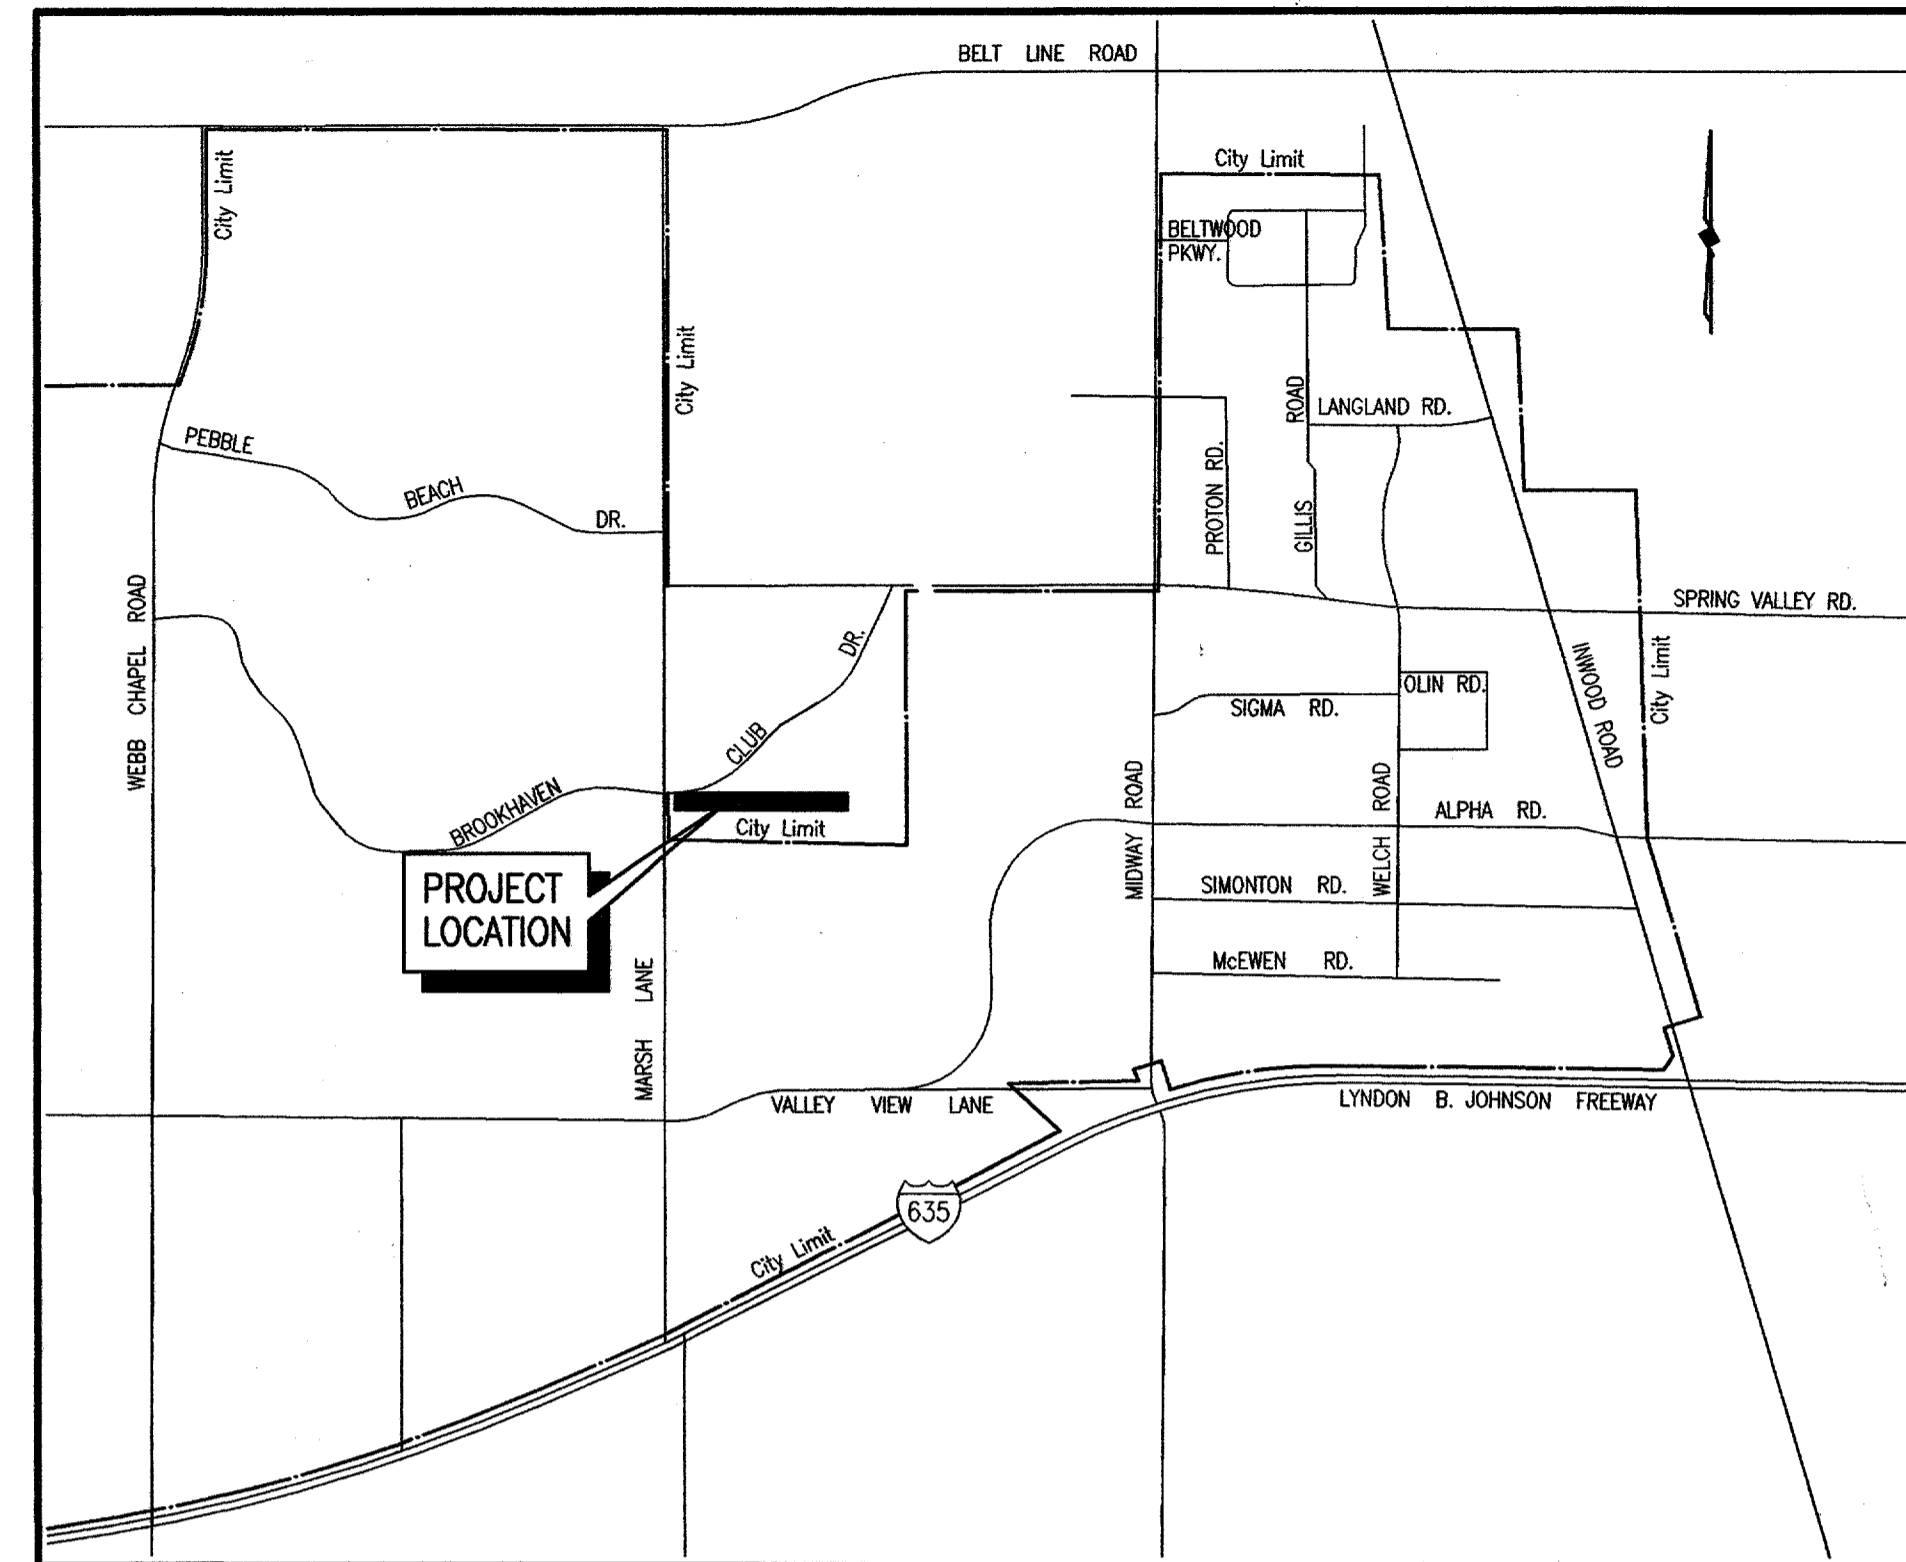 BELT LINE ROAD
City Limit
City Limit
BELTWOOD
PKWY.
City Limit
ROAD
LANGLAND RD.
PEBBLE
BEACH
DR.
PROTON RD.
GILLIS
WEBB CHAPEL ROAD
SPRING VALLEY RD.
DR.
INWOOD ROAD
City Limit
OLIN RD.
SIGMA RD.
CLUB
BROOKHAVEN
MIDWAY ROAD
WELCH ROAD
ALPHA RD.
City Limit
PROJECT
LOCATION
SIMONTON RD.
McEWEN RD.
MARSH LANE
VALLEY VIEW LANE
LYNDON B. JOHNSON FREEWAY
635
City Limit